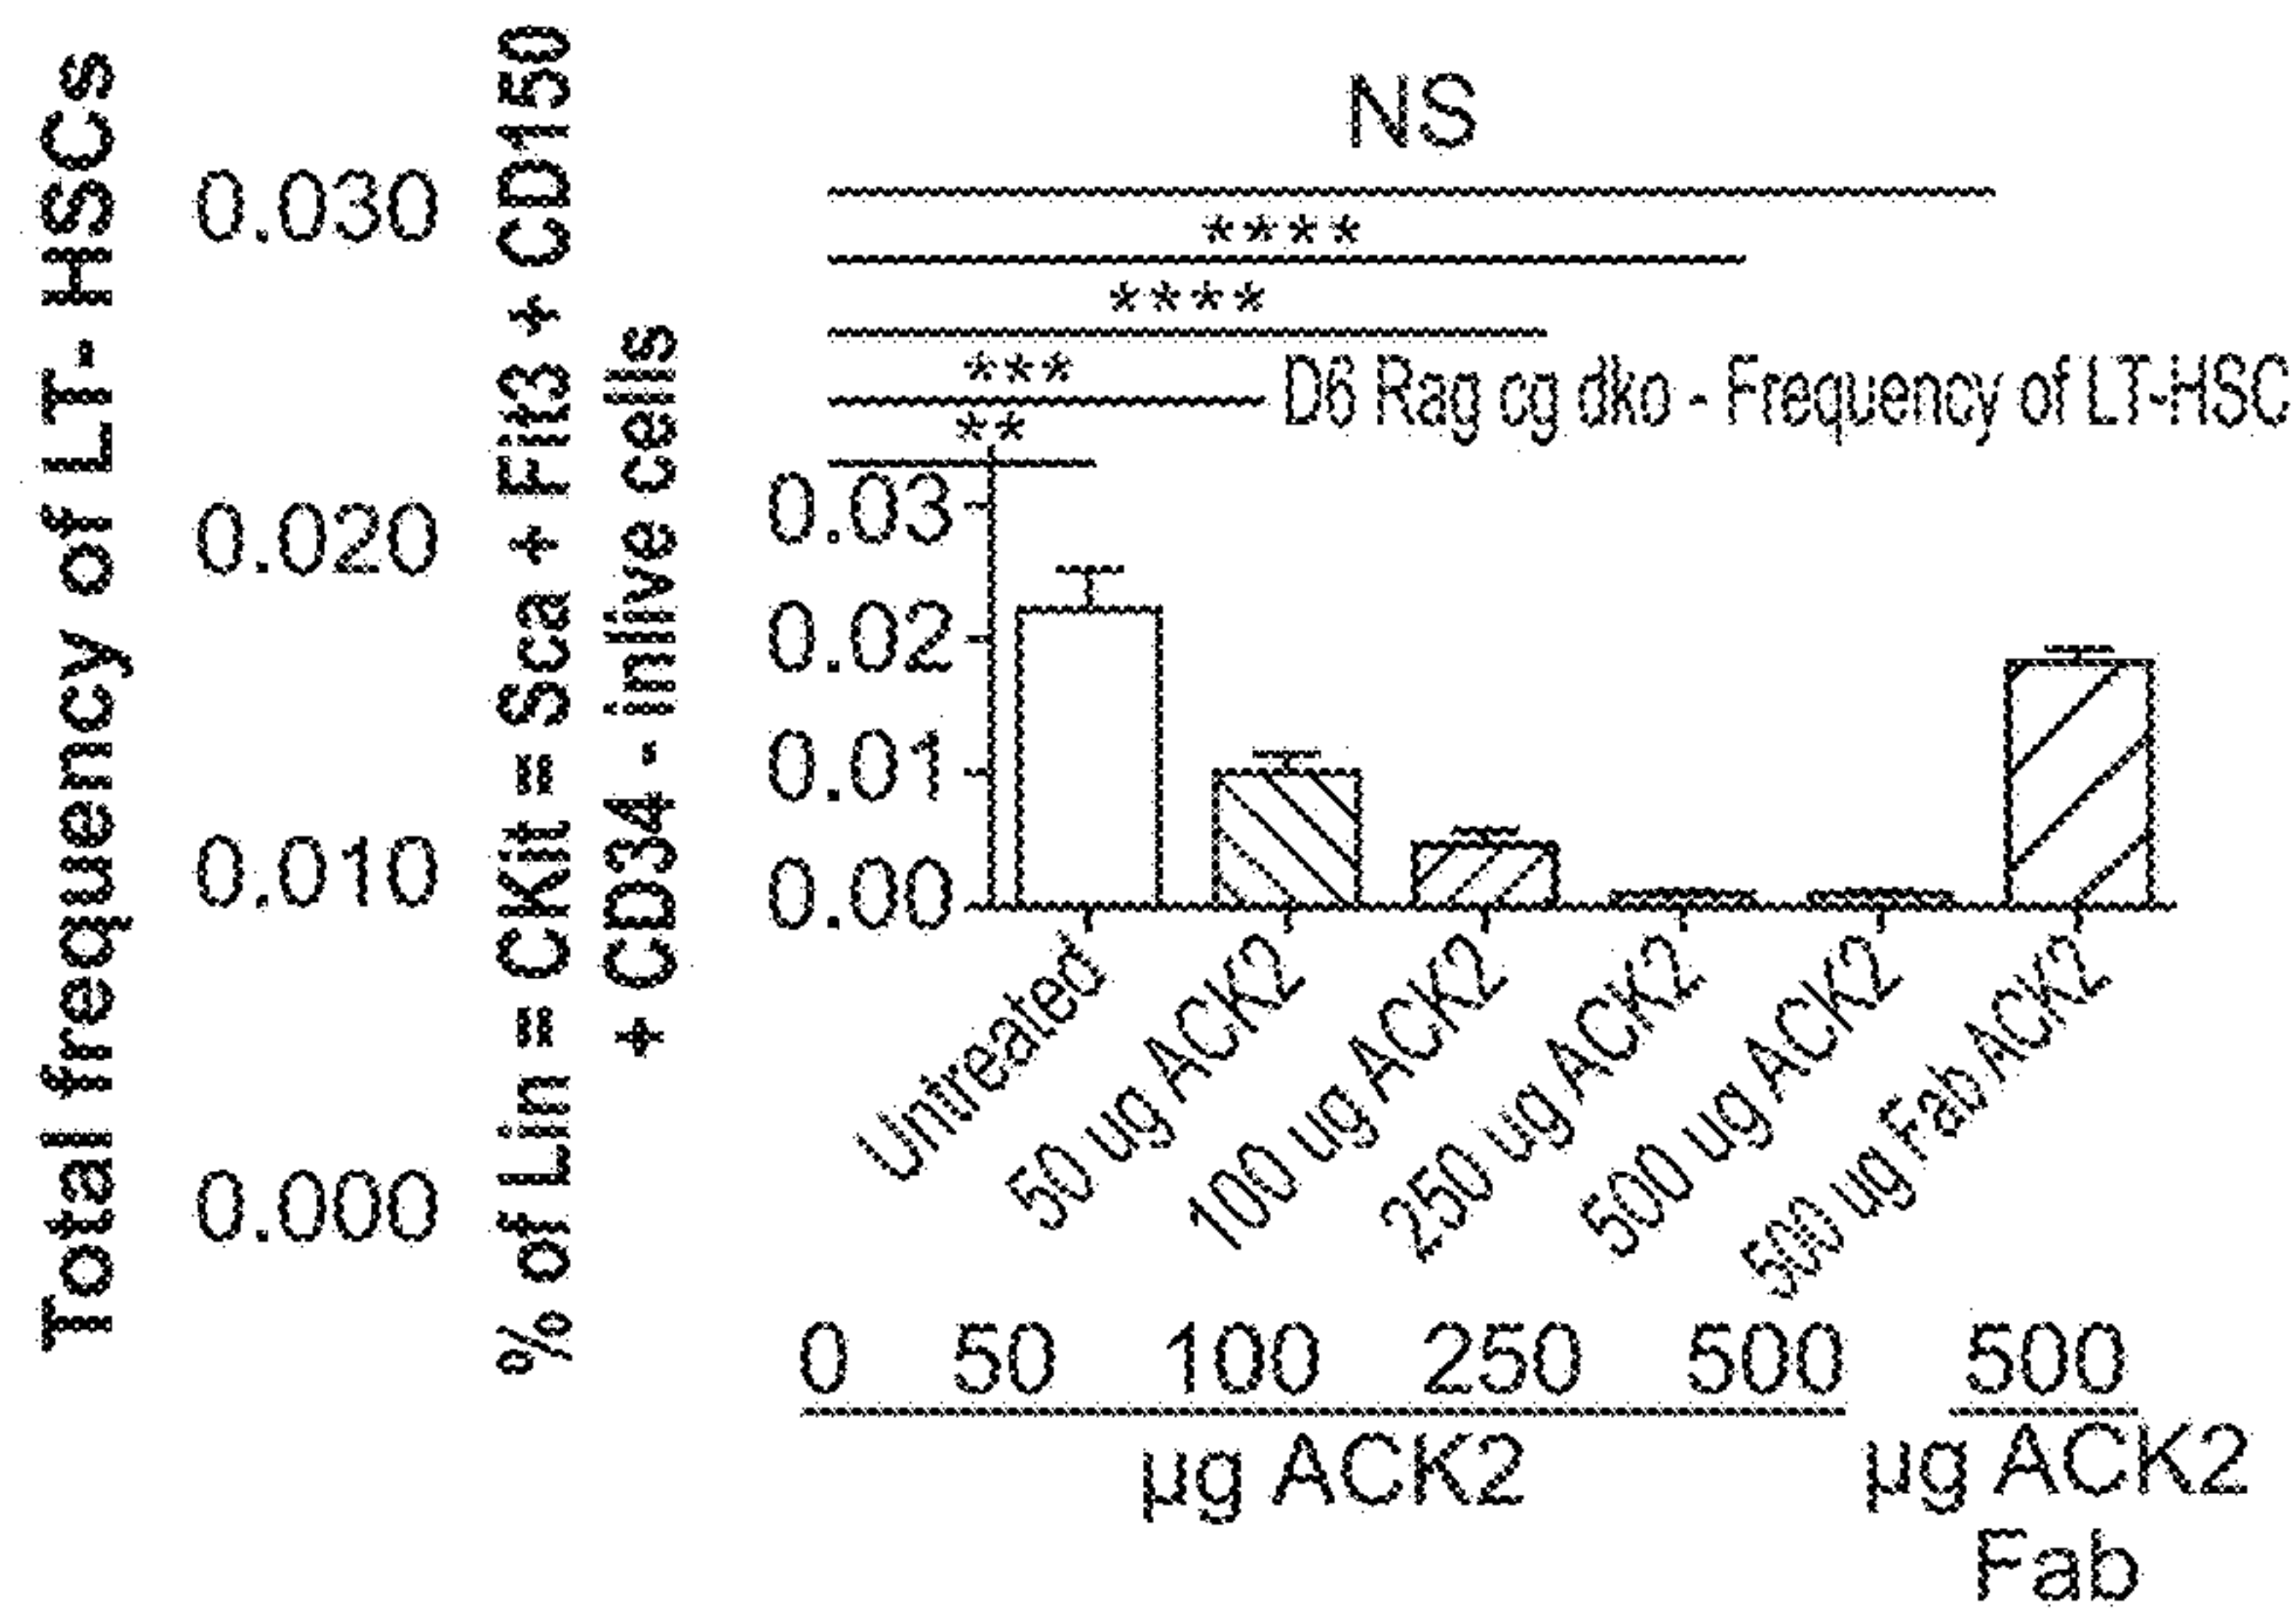 Total frequency of LT- HSCs
0.030
0.020
0.010
0.000
% of Lin = CKit = Sca + Fit3 + CD150
+ CD34 - inlive cells
NS
****
****
***
**
D6 Rag cg dko - Frequency of LT-HSC
0.03
0.02
0.01
0.00
Untreated
50 ug ACK2
100 ug ACK2
250 ug ACK2
500 ug ACK2
500 ug Fab ACK2
0 50 100 250 500 500
µg ACK2
µg ACK2
Fab